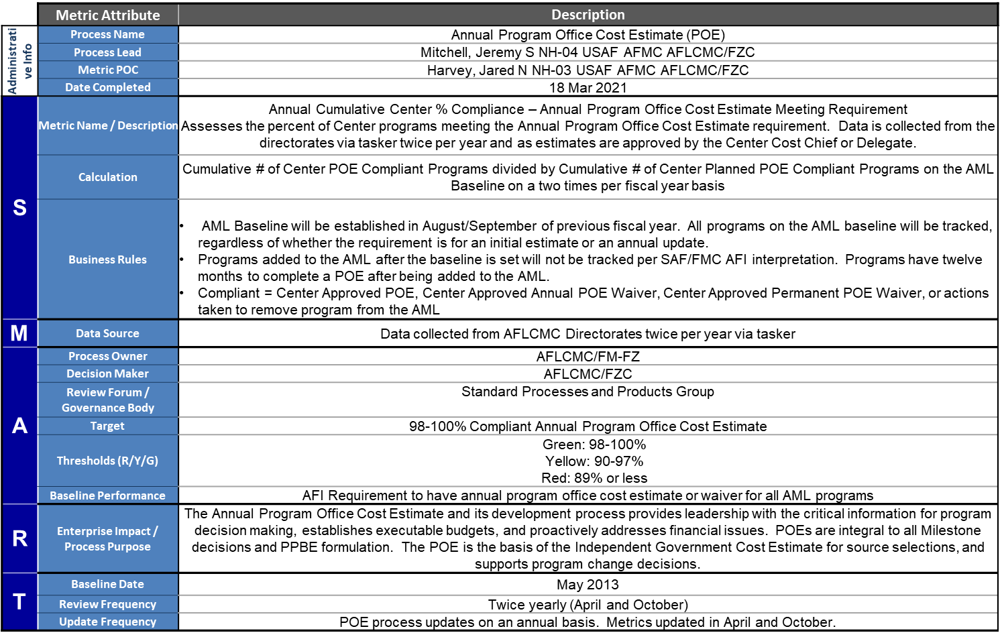 Metric Attribute Description
Administrati
ve Info
Process Name Annual Program Office Cost Estimate (POE)
Process Lead Mitchell, Jeremy S NH-04 USAF AFMC AFLCMC/FZC
Metric POC Harvey, Jared N NH-03 USAF AFMC AFLCMC/FZC
Date Completed 18 Mar 2021
S
Metric Name / Description
Annual Cumulative Center % Compliance – Annual Program Office Cost Estimate Meeting Requirement
Assesses the percent of Center programs meeting the Annual Program Office Cost Estimate requirement. Data is collected from the
directorates via tasker twice per year and as estimates are approved by the Center Cost Chief or Delegate.
Calculation
Cumulative # of Center POE Compliant Programs divided by Cumulative # of Center Planned POE Compliant Programs on the AML
Baseline on a two times per fiscal year basis
Business Rules
• AML Baseline will be established in August/September of previous fiscal year. All programs on the AML baseline will be tracked,
regardless of whether the requirement is for an initial estimate or an annual update.
• Programs added to the AML after the baseline is set will not be tracked per SAF/FMC AFI interpretation. Programs have twelve
months to complete a POE after being added to the AML.
• Compliant = Center Approved POE, Center Approved Annual POE Waiver, Center Approved Permanent POE Waiver, or actions
taken to remove program from the AML
M
Data Source Data collected from AFLCMC Directorates twice per year via tasker
A
Process Owner AFLCMC/FM-FZ
Decision Maker AFLCMC/FZC
Review Forum /
Governance Body
Standard Processes and Products Group
Target 98-100% Compliant Annual Program Office Cost Estimate
Thresholds (R/Y/G)
Green: 98-100%
Yellow: 90-97%
Red: 89% or less
Baseline Performance AFI Requirement to have annual program office cost estimate or waiver for all AML programs
R
Enterprise Impact /
Process Purpose
The Annual Program Office Cost Estimate and its development process provides leadership with the critical information for program
decision making, establishes executable budgets, and proactively addresses financial issues. POEs are integral to all Milestone
decisions and PPBE formulation. The POE is the basis of the Independent Government Cost Estimate for source selections, and
supports program change decisions.
T
Baseline Date May 2013
Review Frequency Twice yearly (April and October)
Update Frequency POE process updates on an annual basis. Metrics updated in April and October.